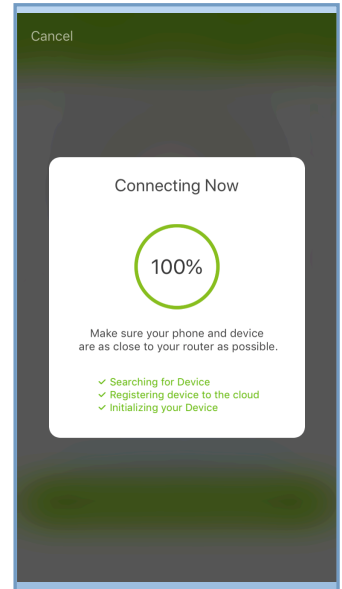 Cancel
Connecting Now
100%
Make sure your phone and device
are as close to your router as possible.
✓ Searching for Device
✓ Registering device to the cloud
✓ Initializing your Device